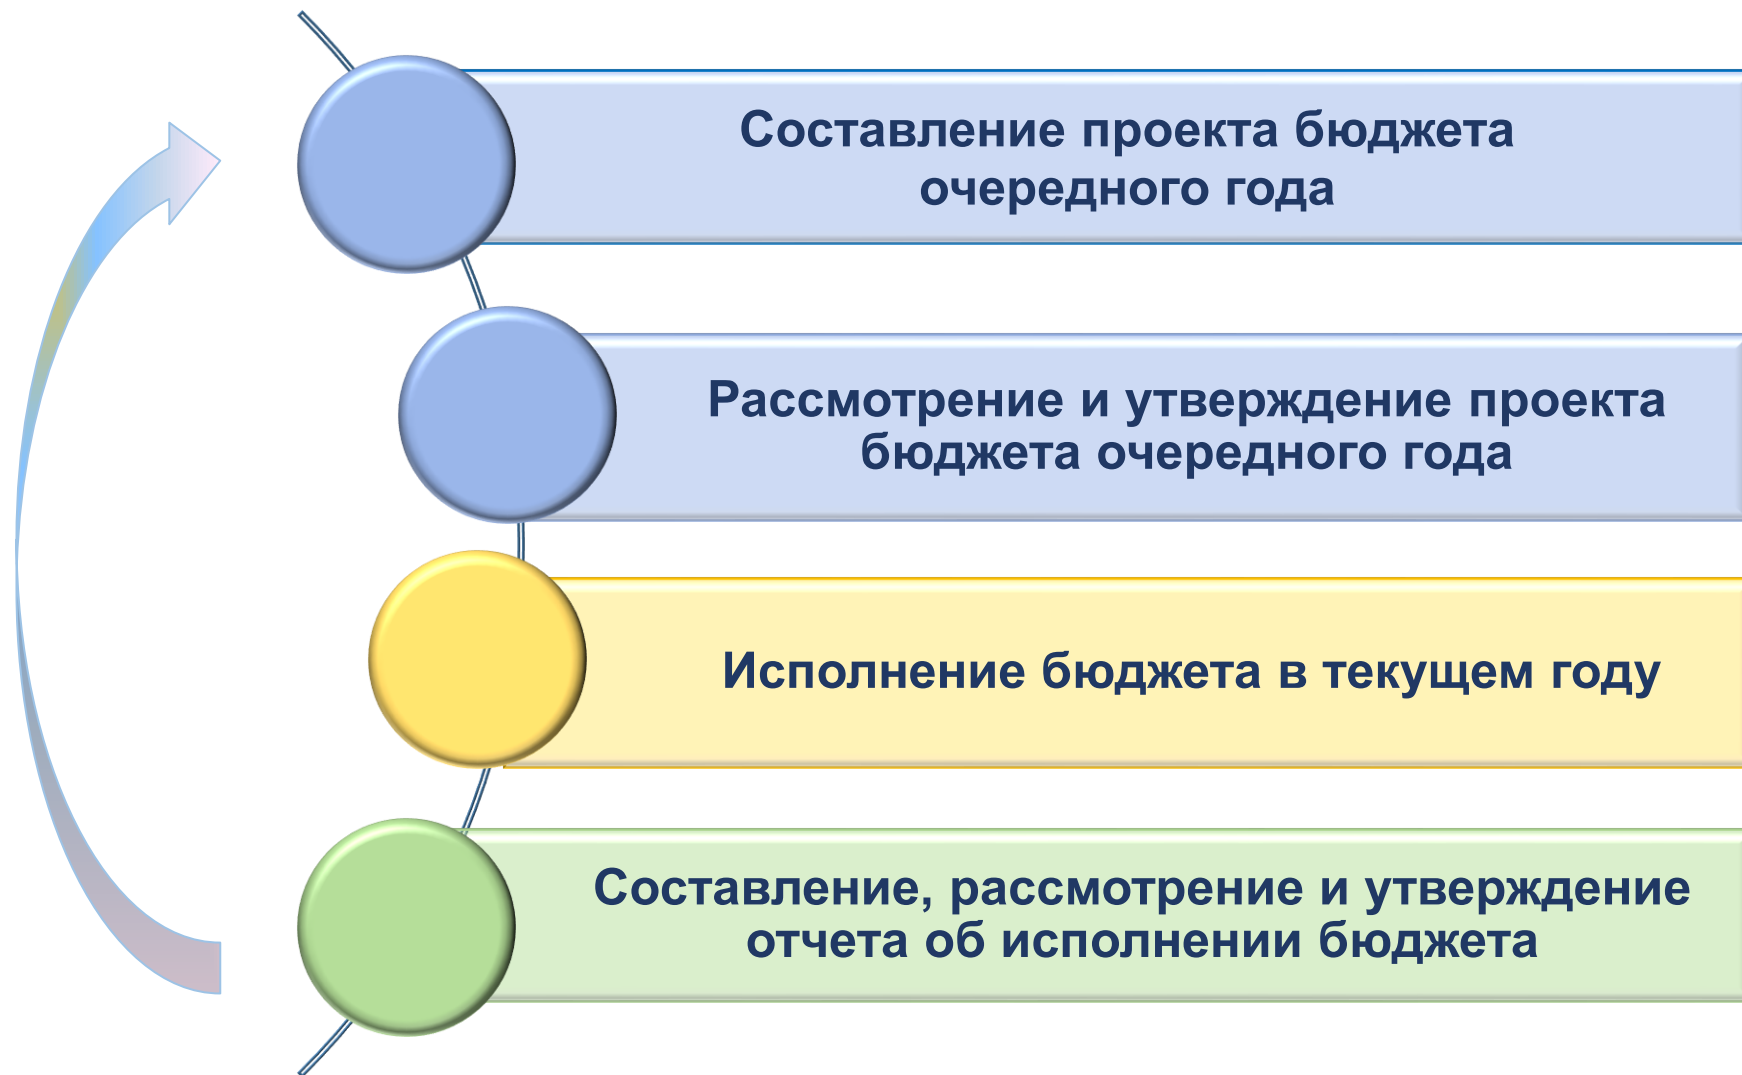 Составление проекта бюджета
очередного года
Рассмотрение и утверждение проекта
бюджета очередного года
Исполнение бюджета в текущем году
Составление, рассмотрение и утверждение
отчета об исполнении бюджета